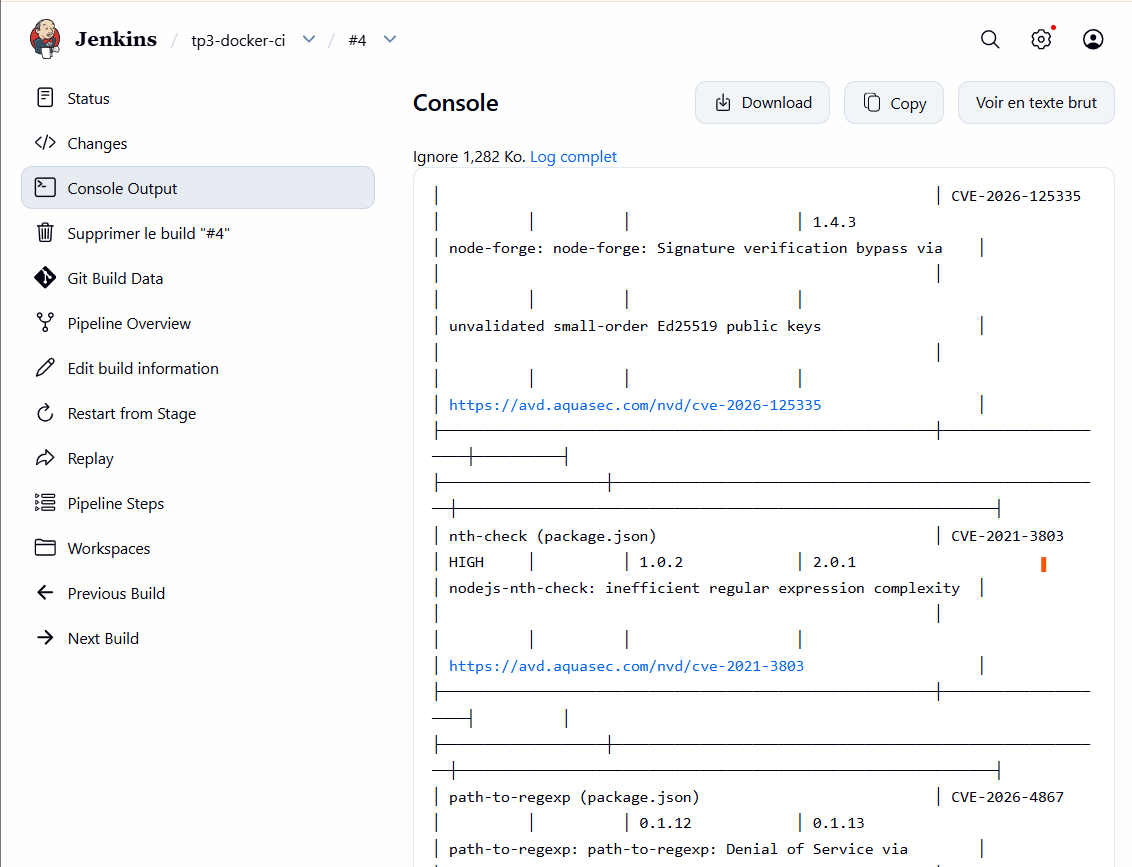 Jenkins / tp3-docker-ci / #4
Status
Changes
Console Output
Supprimer le build "#4"
Git Build Data
Pipeline Overview
Edit build information
Restart from Stage
Replay
Pipeline Steps
Workspaces
Previous Build
Next Build
Console
Download
Copy
Voir en texte brut
Ignore 1,282 Ko. Log complet
CVE-2026-125335
1.4.3
node-forge: node-forge: Signature verification bypass via
unvalidated small-order Ed25519 public keys
https://avd.aquasec.com/nvd/cve-2026-125335
nth-check (package.json) CVE-2021-3803
HIGH 1.0.2 2.0.1
nodejs-nth-check: inefficient regular expression complexity
https://avd.aquasec.com/nvd/cve-2021-3803
path-to-regexp (package.json) CVE-2026-4867
0.1.12 0.1.13
path-to-regexp: path-to-regexp: Denial of Service via